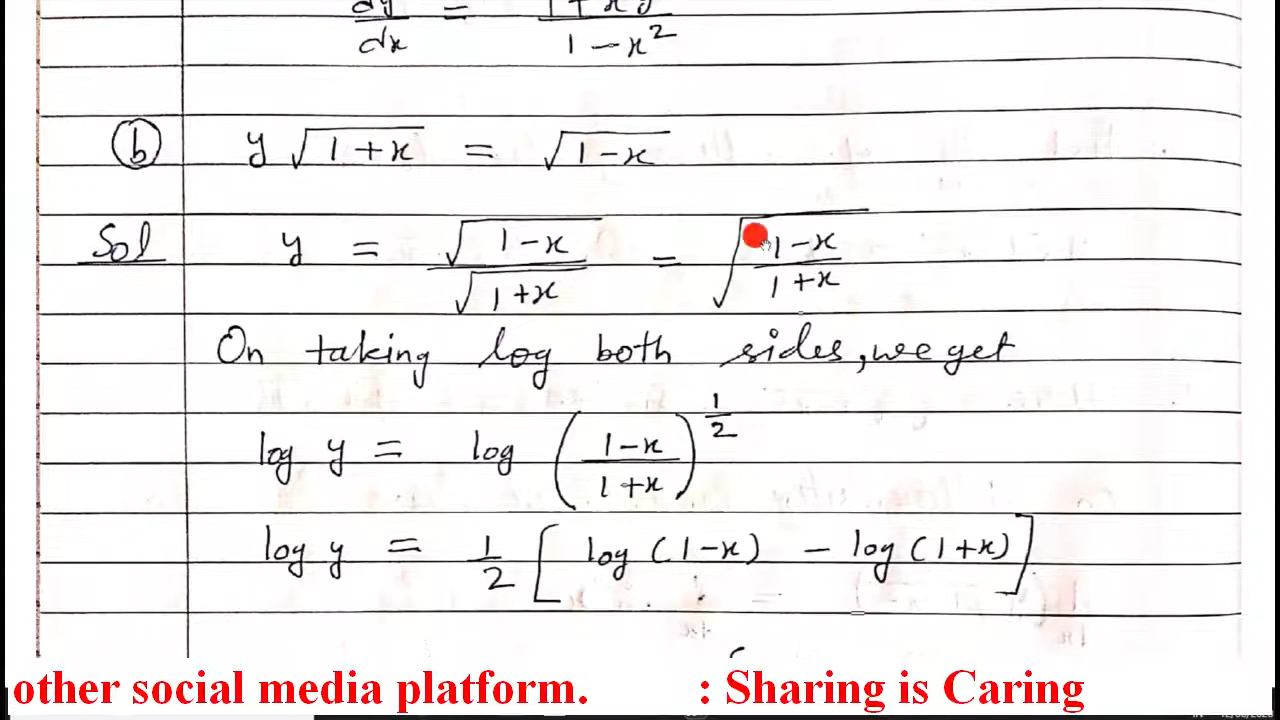 dy/dx = 1+xy/1-x²
ⓑ y √1+x = √1-x
Sol y = √1-x/√1+x = √1-x/1+x
On taking log both sides, we get
log y = log (1-x/1+x)^1/2
log y = 1/2 [log (1-x) - log (1+x)]
other social media platform. : Sharing is Caring